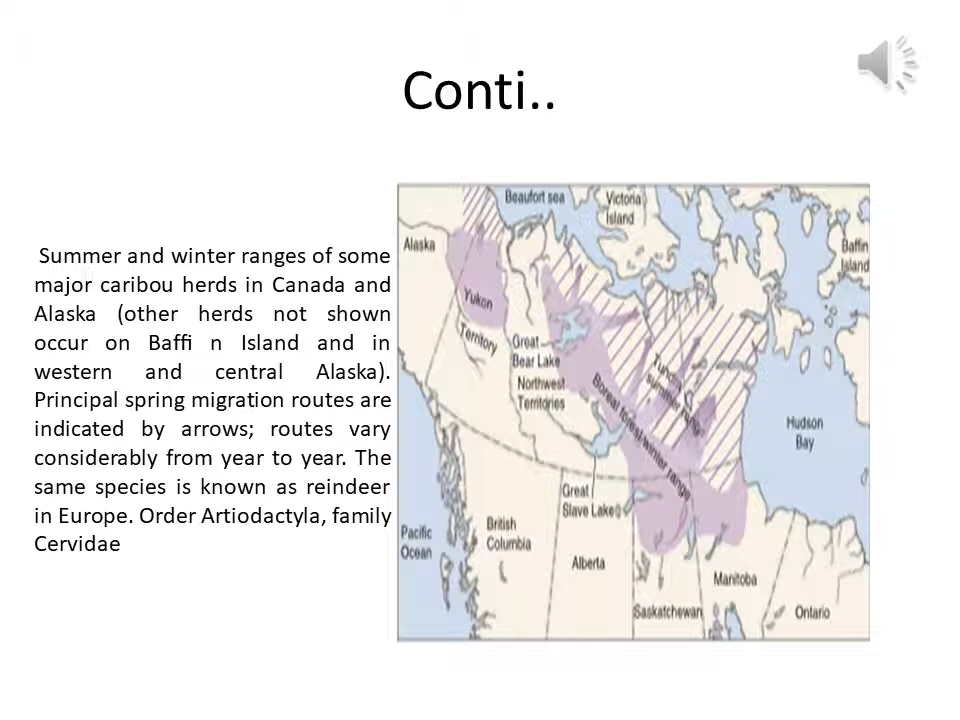 Conti..
Summer and winter ranges of some
major caribou herds in Canada and
Alaska (other herds not shown
occur on Baffi n Island and in
western and central Alaska).
Principal spring migration routes are
indicated by arrows; routes vary
considerably from year to year. The
same species is known as reindeer
in Europe. Order Artiodactyla, family
Cervidae
Beaufort sea
Victoria
Island
Alaska
Baffin
Island
Yukon
Territory
Great
Bear Lake
Northwest
Territories
Tundra
summer range
Boreal forest winter range
Hudson
Bay
Great
Slave Lake
Pacific
Ocean
British
Columbia
Alberta
Manitoba
Saskatchewan
Ontario